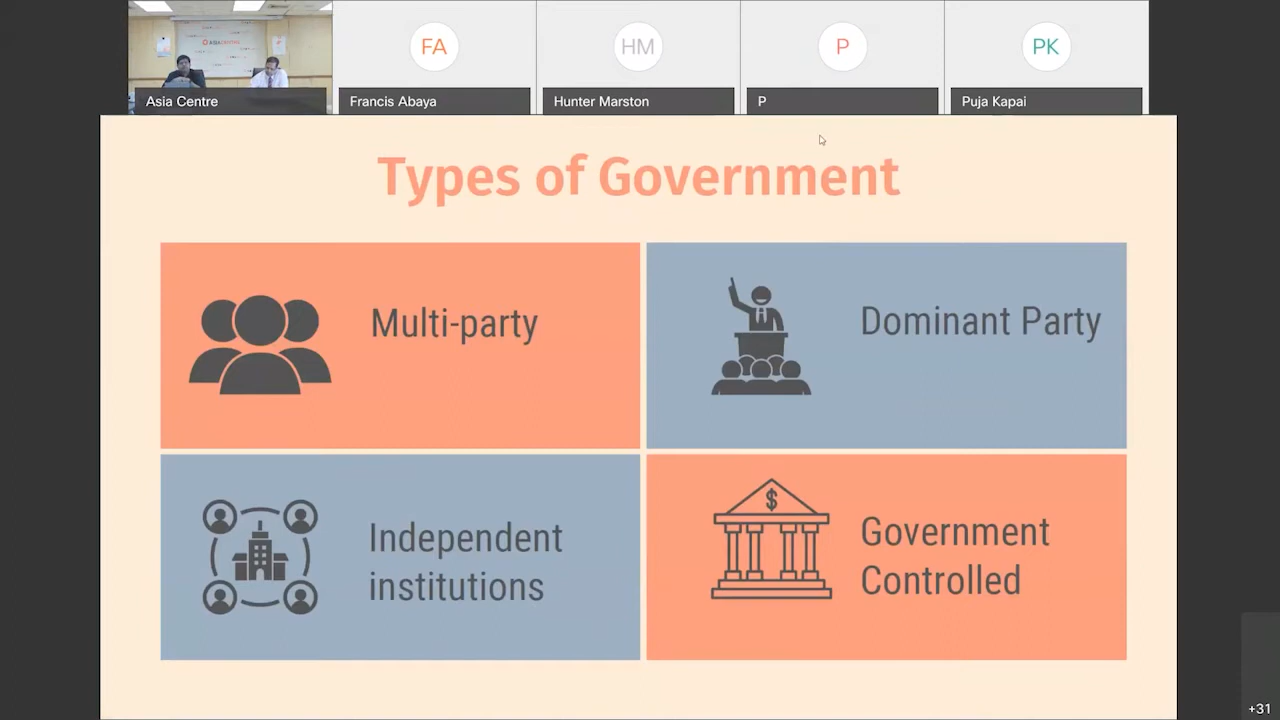 ASIACENTRE
FA
HM
P
PK
Asia Centre
Francis Abaya
Hunter Marston
P
Puja Kapai
Types of Government
Multi-party
Dominant Party
$
Independent
institutions
Government
Controlled
+31